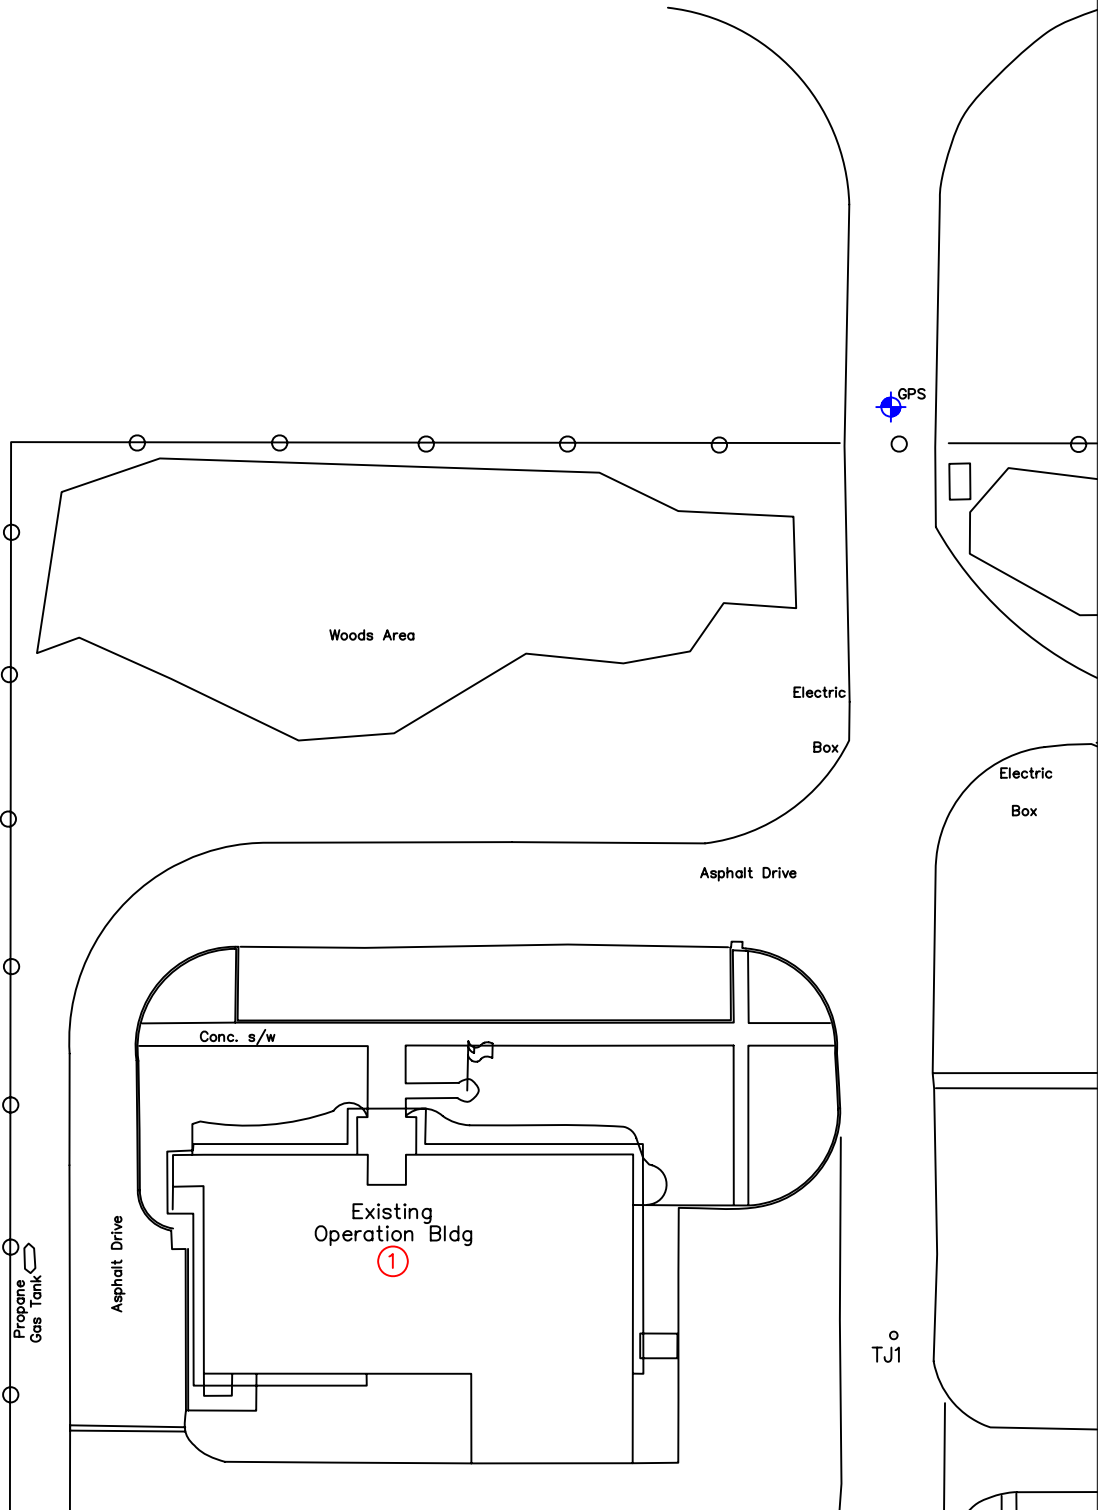 GPS
Woods Area
Electric
Box
Electric
Box
Asphalt Drive
Conc. s/w
Existing
Operation Bldg
1
Asphalt Drive
Propane
Gas Tank
TJ1